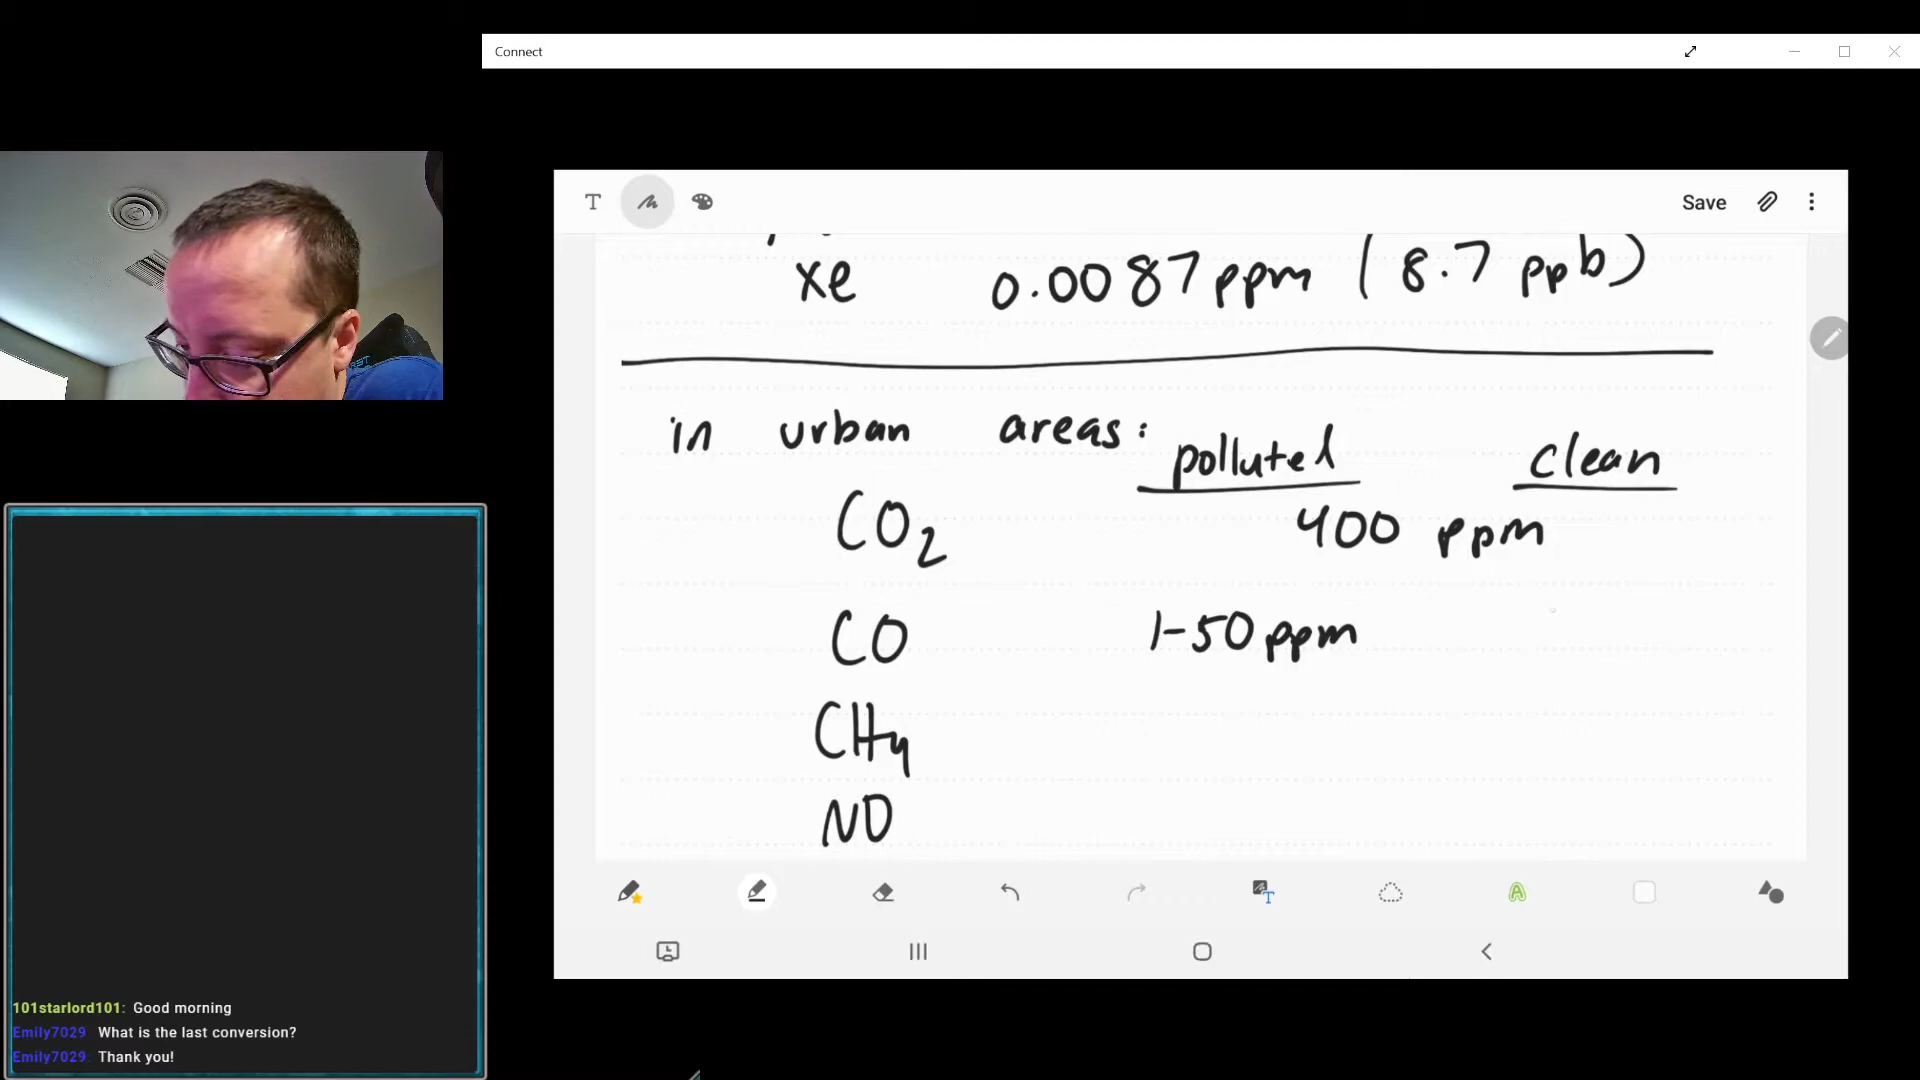 Connect
T
Save
xe 0.0087 ppm (8.7 ppb)
in urban areas:
polluted clean
CO2 400 ppm
CO 1-50 ppm
CH4
NO
T
A
101starlord101: Good morning
Emily7029: What is the last conversion?
Emily7029: Thank you!